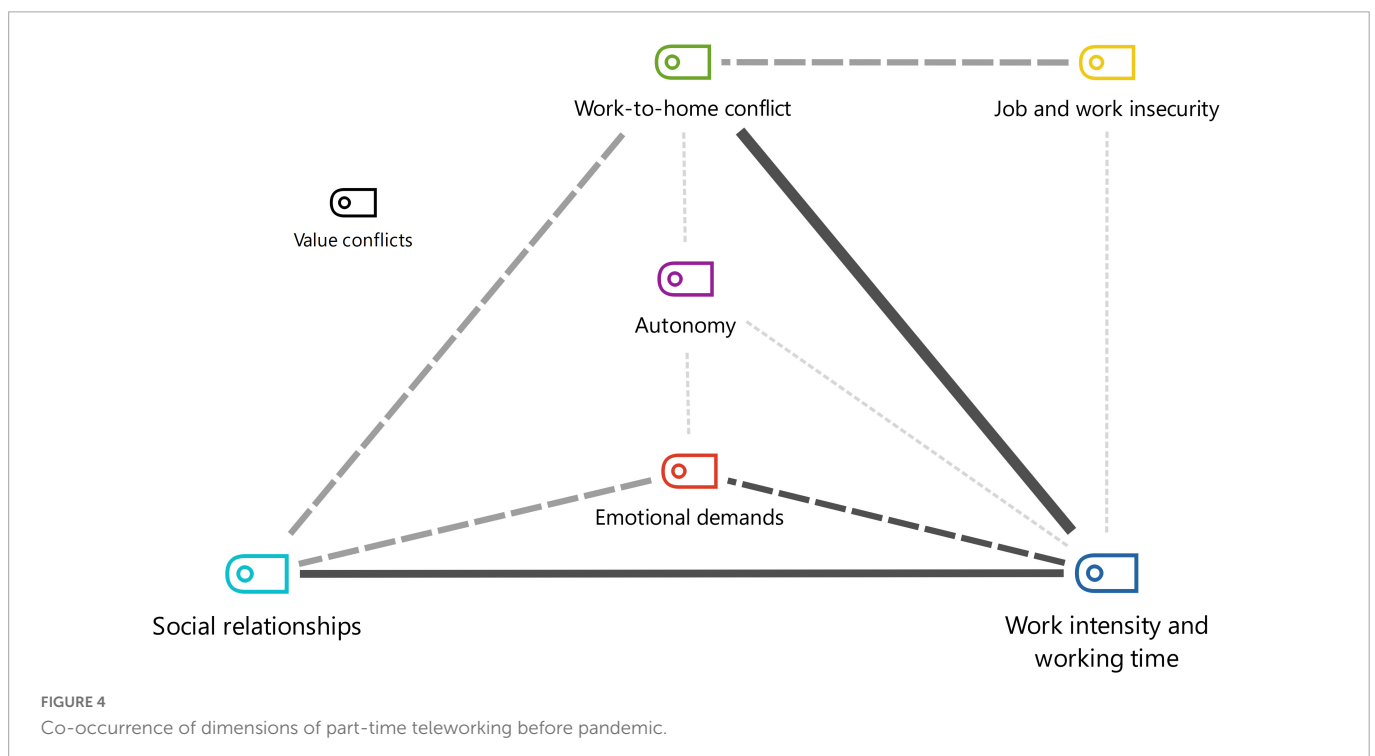 Work-to-home conflict
Job and work insecurity
Value conflicts
Autonomy
Emotional demands
Social relationships
Work intensity and
working time
FIGURE 4
Co-occurrence of dimensions of part-time teleworking before pandemic.